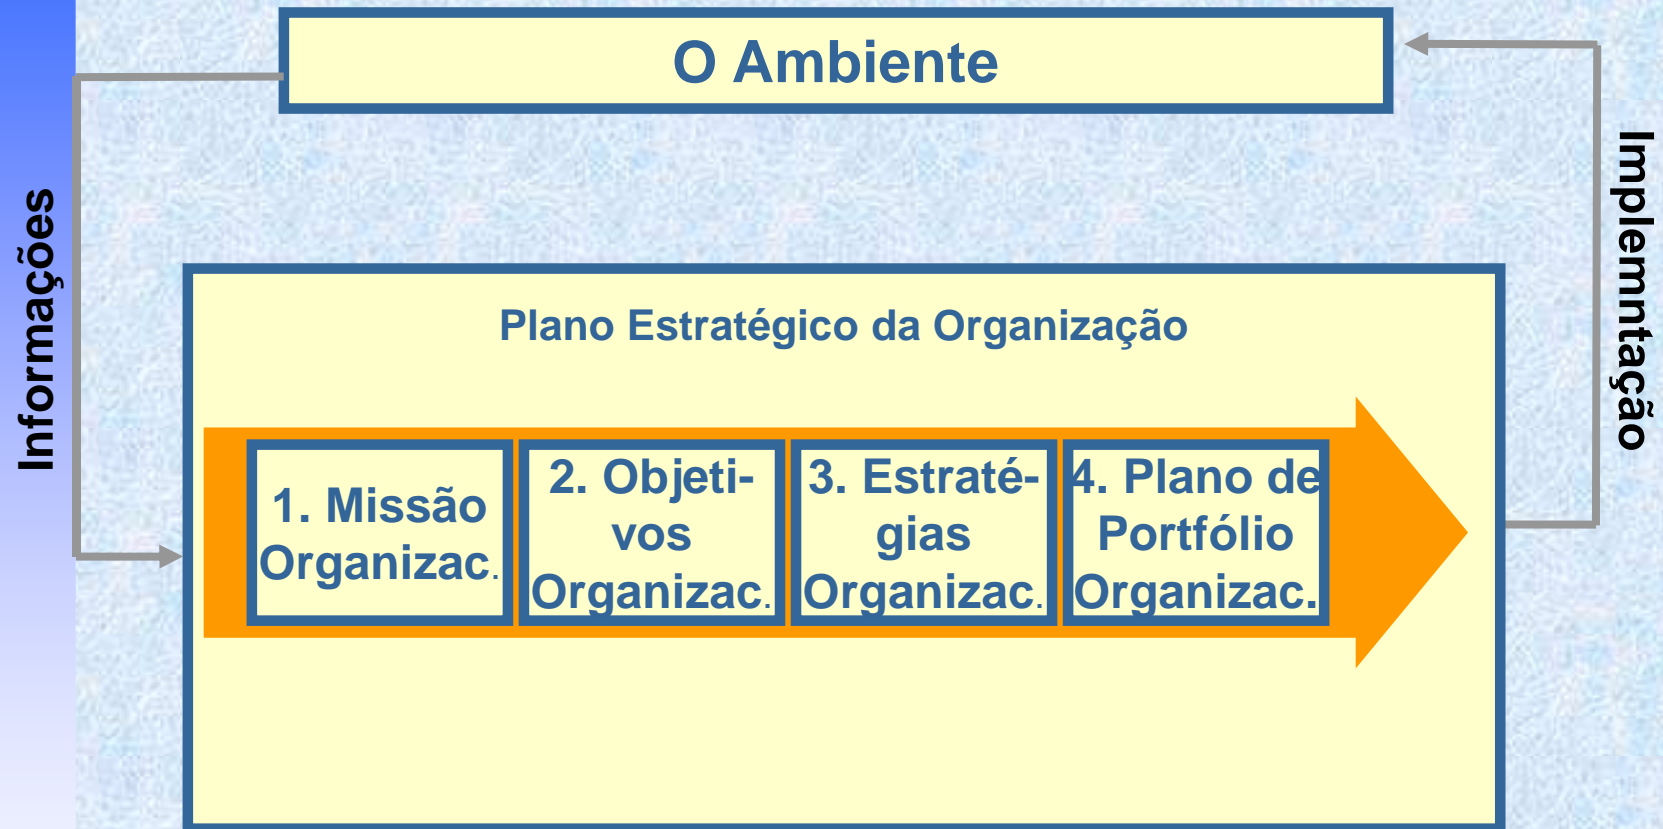 O Ambiente
Informações
Implemntação
Plano Estratégico da Organização
1. Missão
Organizac.
2. Objeti-
vos
Organizac.
3. Estraté-
gias
Organizac.
4. Plano de
Portfólio
Organizac.